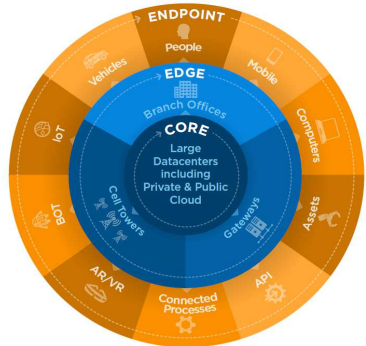 ENDPOINT
People
Mobile
Computers
Assets
API
Connected
Processes
AR/VR
BOT
IoT
Vehicles
EDGE
Branch Offices
Gateways
Cell Towers
CORE
Large
Datacenters
including
Private & Public
Cloud